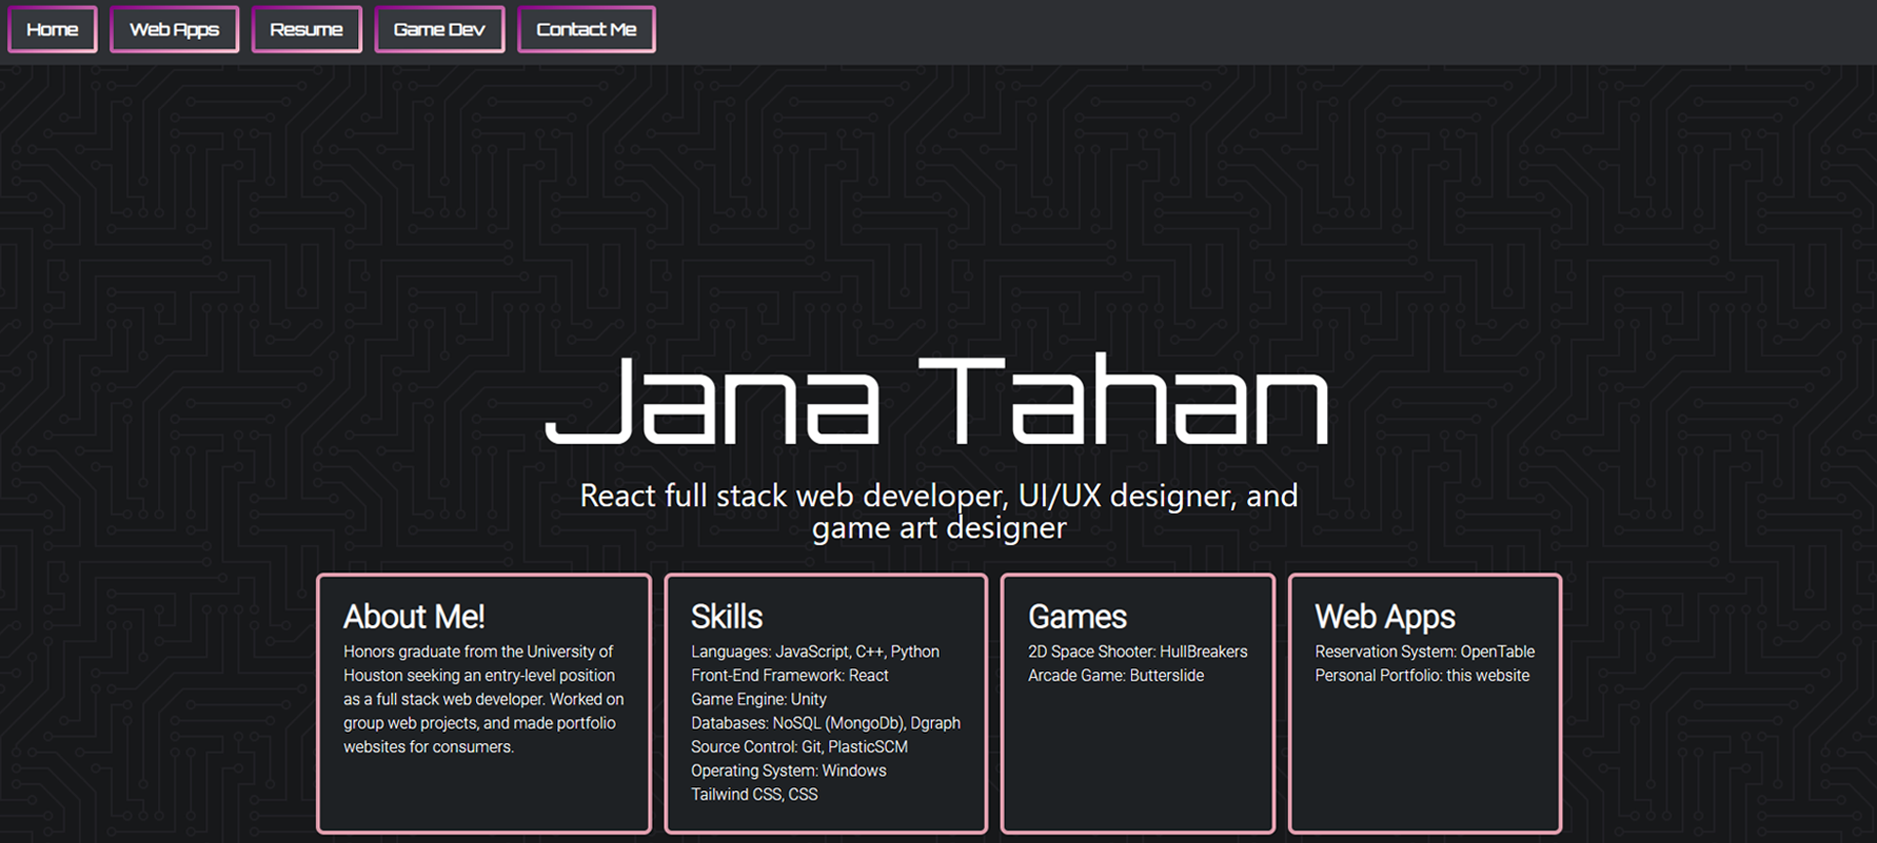 Home
Web Apps
Resume
Game Dev
Contact Me
Jana Tahan
React full stack web developer, UI/UX designer, and
game art designer
About Me!
Honors graduate from the University of
Houston seeking an entry-level position
as a full stack web developer. Worked on
group web projects, and made portfolio
websites for consumers.
Skills
Languages: JavaScript, C++, Python
Front-End Framework: React
Game Engine: Unity
Databases: NoSQL (MongoDb), Dgraph
Source Control: Git, PlasticSCM
Operating System: Windows
Tailwind CSS, CSS
Games
2D Space Shooter: HullBreakers
Arcade Game: Butterslide
Web Apps
Reservation System: OpenTable
Personal Portfolio: this website